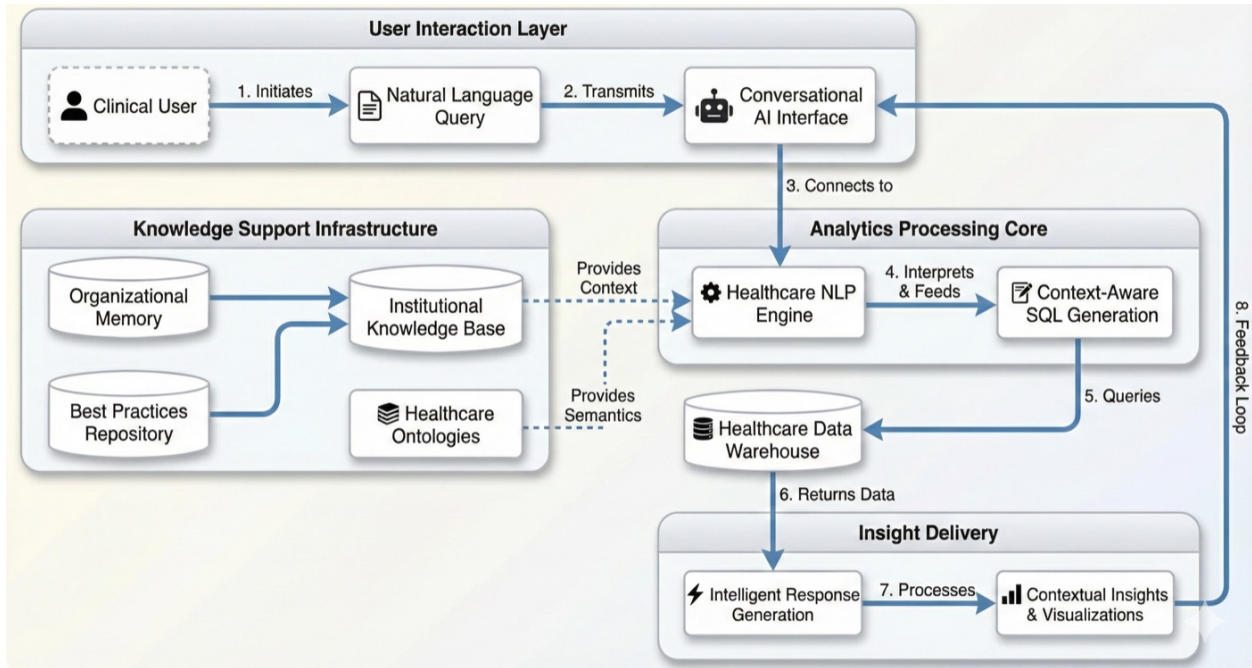 User Interaction Layer
Clinical User
1. Initiates
Natural Language
Query
2. Transmits
Conversational
AI Interface
3. Connects to
Knowledge Support Infrastructure
Organizational
Memory
Institutional
Knowledge Base
Best Practices
Repository
Healthcare
Ontologies
Provides
Context
Provides
Semantics
Analytics Processing Core
Healthcare NLP
Engine
4. Interprets
& Feeds
Context-Aware
SQL Generation
5. Queries
Healthcare Data
Warehouse
6. Returns Data
Insight Delivery
Intelligent Response
Generation
7. Processes
Contextual Insights
& Visualizations
8. Feedback Loop